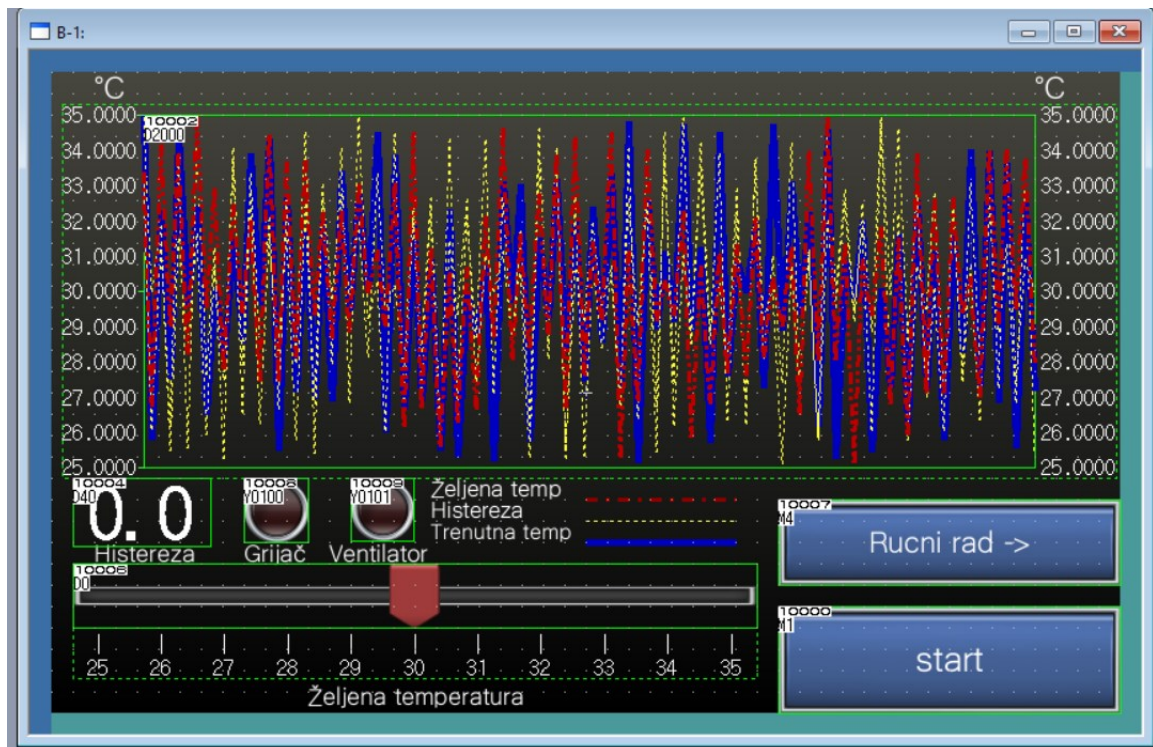 B-1:
°C °C
35.0000 10002 35.0000
D2000
34.0000 34.0000
33.0000 33.0000
32.0000 32.0000
31.0000 31.0000
30.0000 30.0000
29.0000 29.0000
28.0000 28.0000
27.0000 27.0000
26.0000 26.0000
25.0000 25.0000
10004 10008 10009 Željena temp
D40 Y0100 Y0101 Histereza
0.0 Trenutna temp
Histereza Grijač Ventilator
10007
M4
Rucni rad ->
10006
D0
25 26 27 28 29 30 31 32 33 34 35
Željena temperatura
10000
M1
start